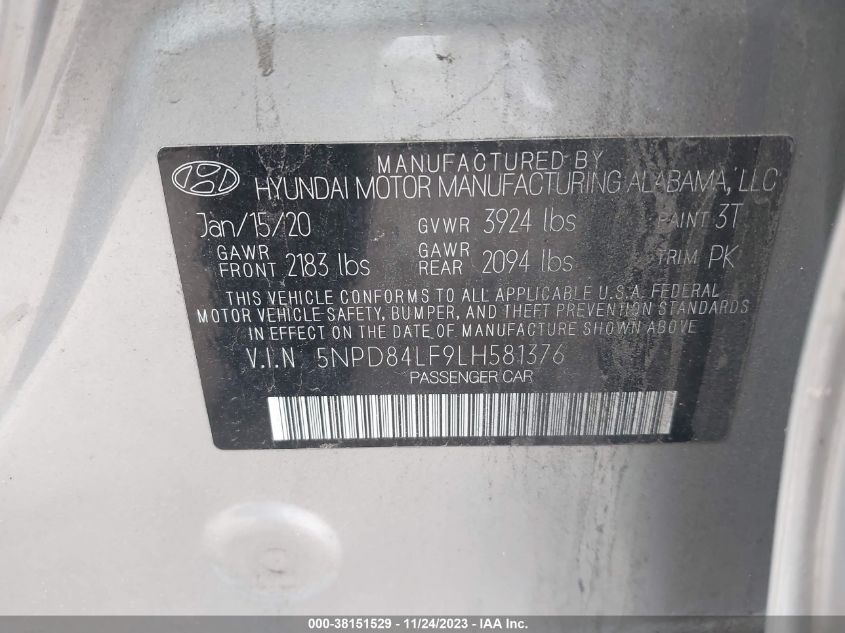 MANUFACTURED BY
HYUNDAI MOTOR MANUFACTURING ALABAMA, LLC
Jan/15/20 GVWR 3924 lbs PAINT 3T
GAWR FRONT 2183 lbs GAWR REAR 2094 lbs TRIM PK
THIS VEHICLE CONFORMS TO ALL APPLICABLE U.S.A. FEDERAL
MOTOR VEHICLE SAFETY, BUMPER, AND THEFT PREVENTION STANDARDS
IN EFFECT ON THE DATE OF MANUFACTURE SHOWN ABOVE.
V.I.N 5NPD84LF9LH581376
PASSENGER CAR
000-38151529 - 11/24/2023 - IAA Inc.